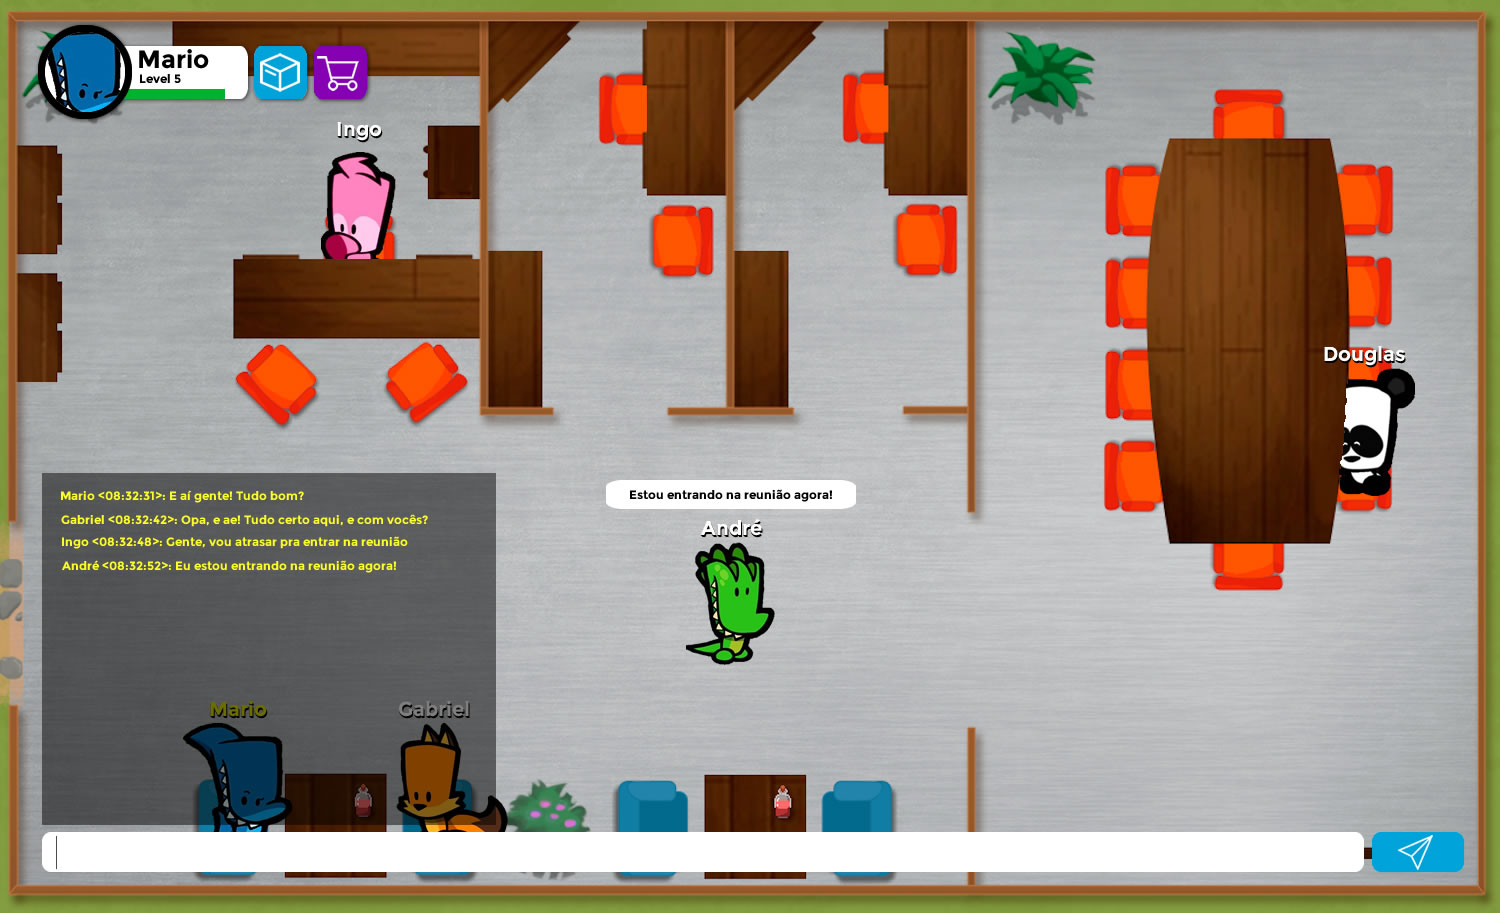 Mario
Level 5
Ingo
Douglas
Mario <08:32:31>: E aí gente! Tudo bom?
Gabriel <08:32:42>: Opa, e ae! Tudo certo aqui, e com vocês?
Ingo <08:32:48>: Gente, vou atrasar pra entrar na reunião
André <08:32:52>: Eu estou entrando na reunião agora!
Estou entrando na reunião agora!
André
Mario
Gabriel